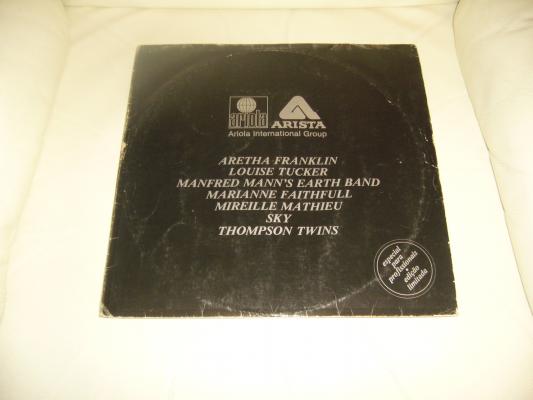 ariola ARISTA
Ariola International Group
ARETHA FRANKLIN
LOUISE TUCKER
MANFRED MANN'S EARTH BAND
MARIANNE FAITHFULL
MIREILLE MATHIEU
SKY
THOMPSON TWINS
especial
para
profissionais •
edição
limitada